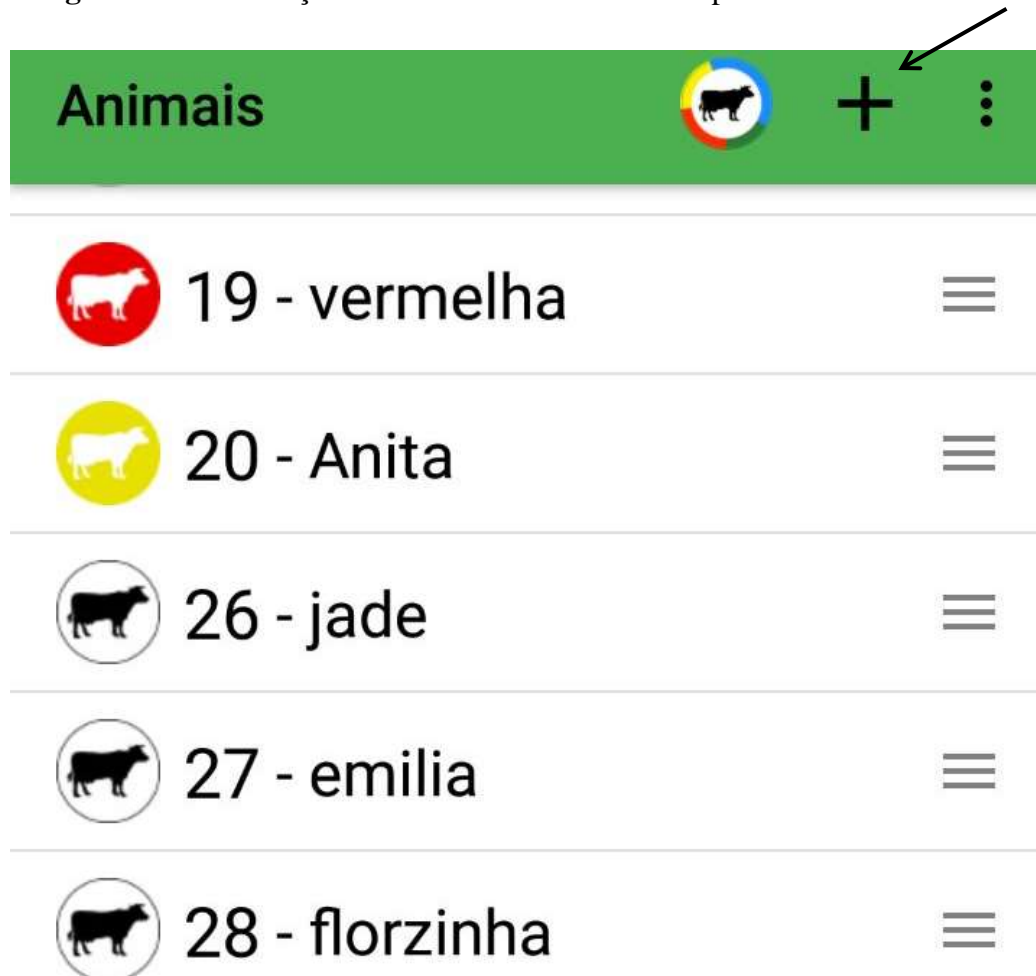 Animais
19 - vermelha
20 - Anita
26 - jade
27 - emilia
28 - florzinha